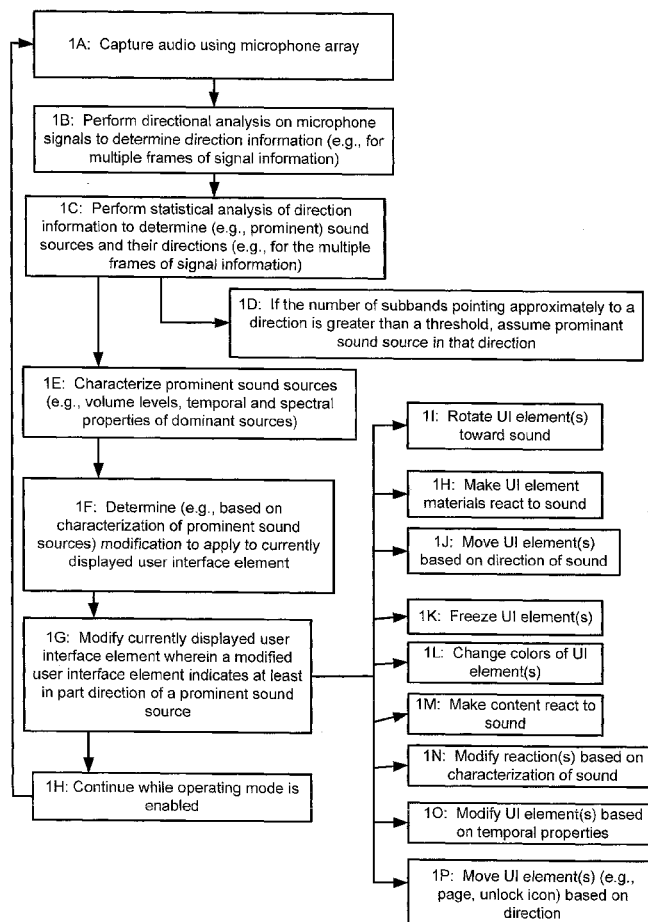 1A: Capture audio using microphone array
1B: Perform directional analysis on microphone
signals to determine direction information (e.g., for
multiple frames of signal information)
1C: Perform statistical analysis of direction
information to determine (e.g., prominent) sound
sources and their directions (e.g., for the multiple
frames of signal information)
1D: If the number of subbands pointing approximately to a
direction is greater than a threshold, assume prominant
sound source in that direction
1E: Characterize prominent sound sources
(e.g., volume levels, temporal and spectral
properties of dominant sources)
1F: Determine (e.g., based on
characterization of prominent sound
sources) modification to apply to currently
displayed user interface element
1G: Modify currently displayed user
interface element wherein a modified
user interface element indicates at least
in part direction of a prominent sound
source
1H: Continue while operating mode is
enabled
1I: Rotate UI element(s)
toward sound
1H: Make UI element
materials react to sound
1J: Move UI element(s)
based on direction of sound
1K: Freeze UI element(s)
1L: Change colors of UI
element(s)
1M: Make content react to
sound
1N: Modify reaction(s) based on
characterization of sound
1O: Modify UI element(s) based
on temporal properties
1P: Move UI element(s) (e.g.,
page, unlock icon) based on
direction